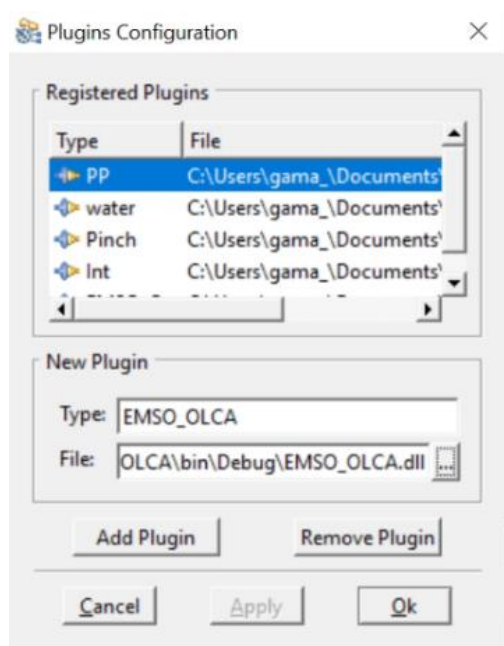 Plugins Configuration
Registered Plugins
Type File
PP C:\Users\gama_\Documents\
water C:\Users\gama_\Documents\
Pinch C:\Users\gama_\Documents\
Int C:\Users\gama_\Documents\
New Plugin
Type: EMSO_OLCA
File: OLCA\bin\Debug\EMSO_OLCA.dll ...
Add Plugin Remove Plugin
Cancel Apply Ok